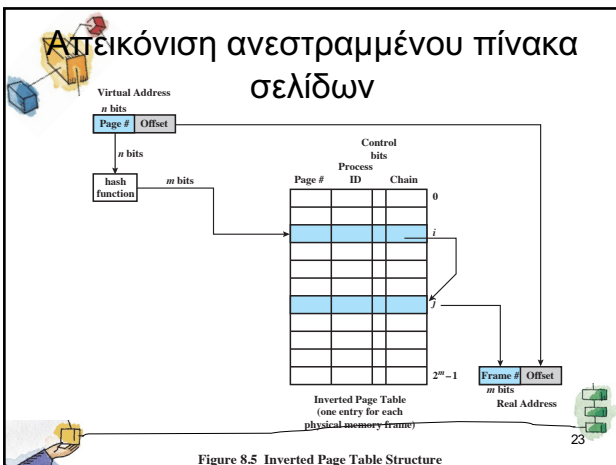 Απεικόνιση ανεστραμμένου πίνακα
σελίδων
Virtual Address
n bits
Page # Offset
n bits
hash
function
m bits
Control
bits
Process
Page # ID Chain
0
i
j
2^m − 1
Frame # Offset
m bits
Real Address
Inverted Page Table
(one entry for each
physical memory frame)
23
Figure 8.5 Inverted Page Table Structure